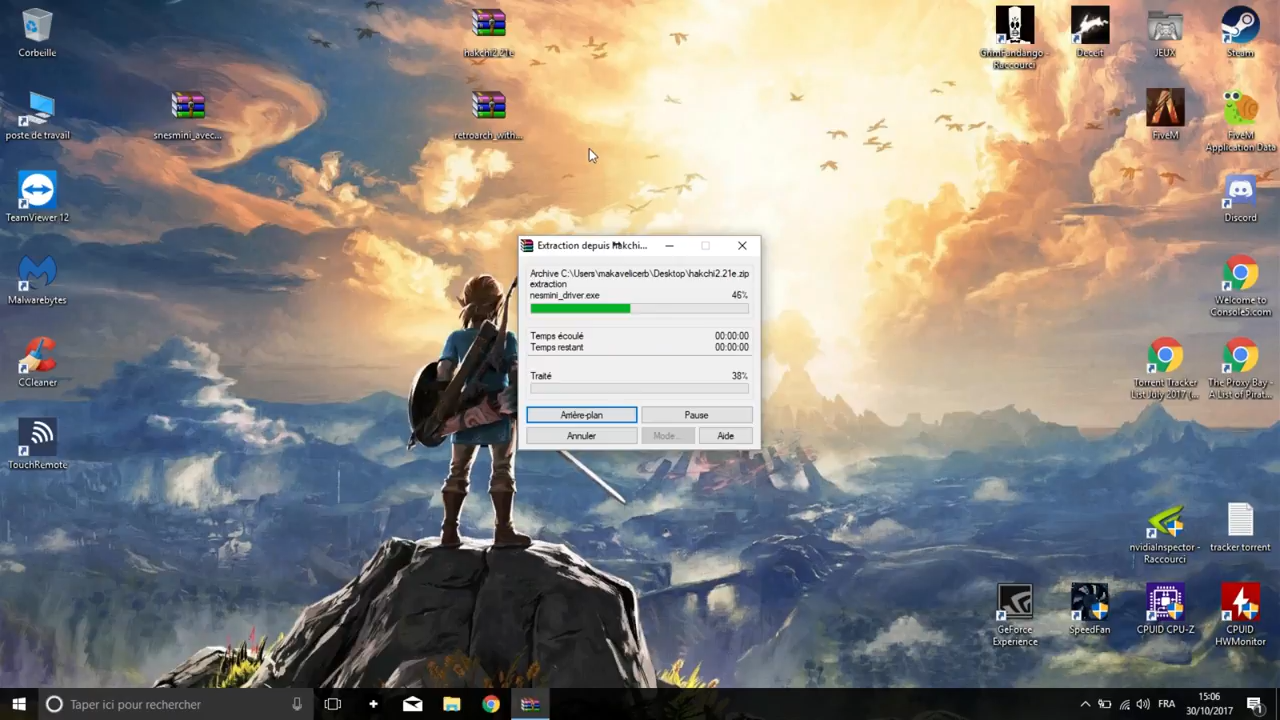 Corbeille
hakchi2.21e
GrimFandango -
Raccourci
Deceit
JEUX
Steam
poste de travail
snesmini_avec...
retroarch_with...
FiveM
FiveM
Application Data
TeamViewer 12
Discord
Extraction depuis hakchi...
Archive C:\Users\makavelicerb\Desktop\hakchi2.21e.zip
extraction
nesmini_driver.exe 46%
Temps écoulé 00:00:00
Temps restant 00:00:00
Traité 38%
Arrière-plan Pause
Annuler Mode... Aide
Malwarebytes
Welcome to
Console5.com
CCleaner
Torrent Tracker
List July 2017 (...
The Proxy Bay -
A List of Pirat...
TouchRemote
nvidiaInspector -
Raccourci
tracker torrent
GeForce
Experience
SpeedFan
CPUID CPU-Z
CPUID
HWMonitor
Taper ici pour rechercher
FRA
15:06
30/10/2017
1